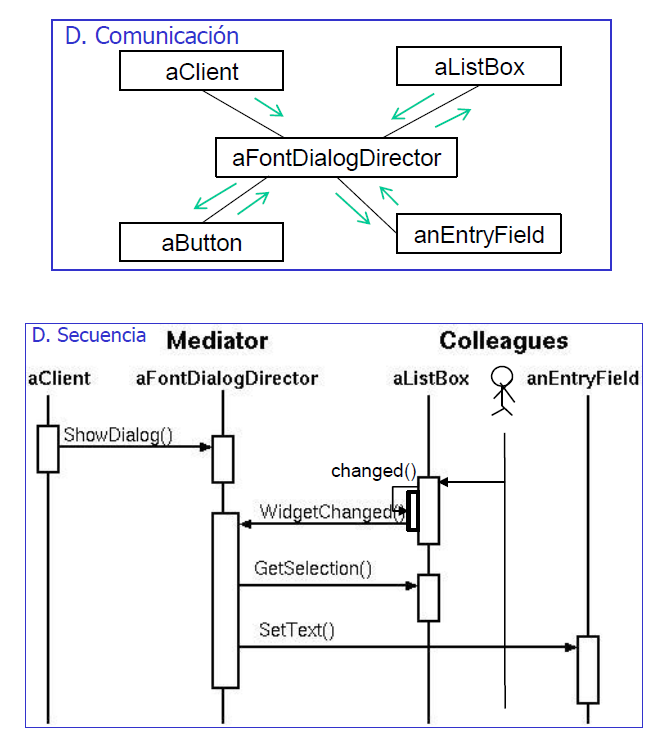 D. Comunicación
aClient
aListBox
aFontDialogDirector
aButton
anEntryField
D. Secuencia
Mediator
Colleagues
aClient
aFontDialogDirector
aListBox
anEntryField
ShowDialog()
changed()
WidgetChanged()
GetSelection()
SetText()